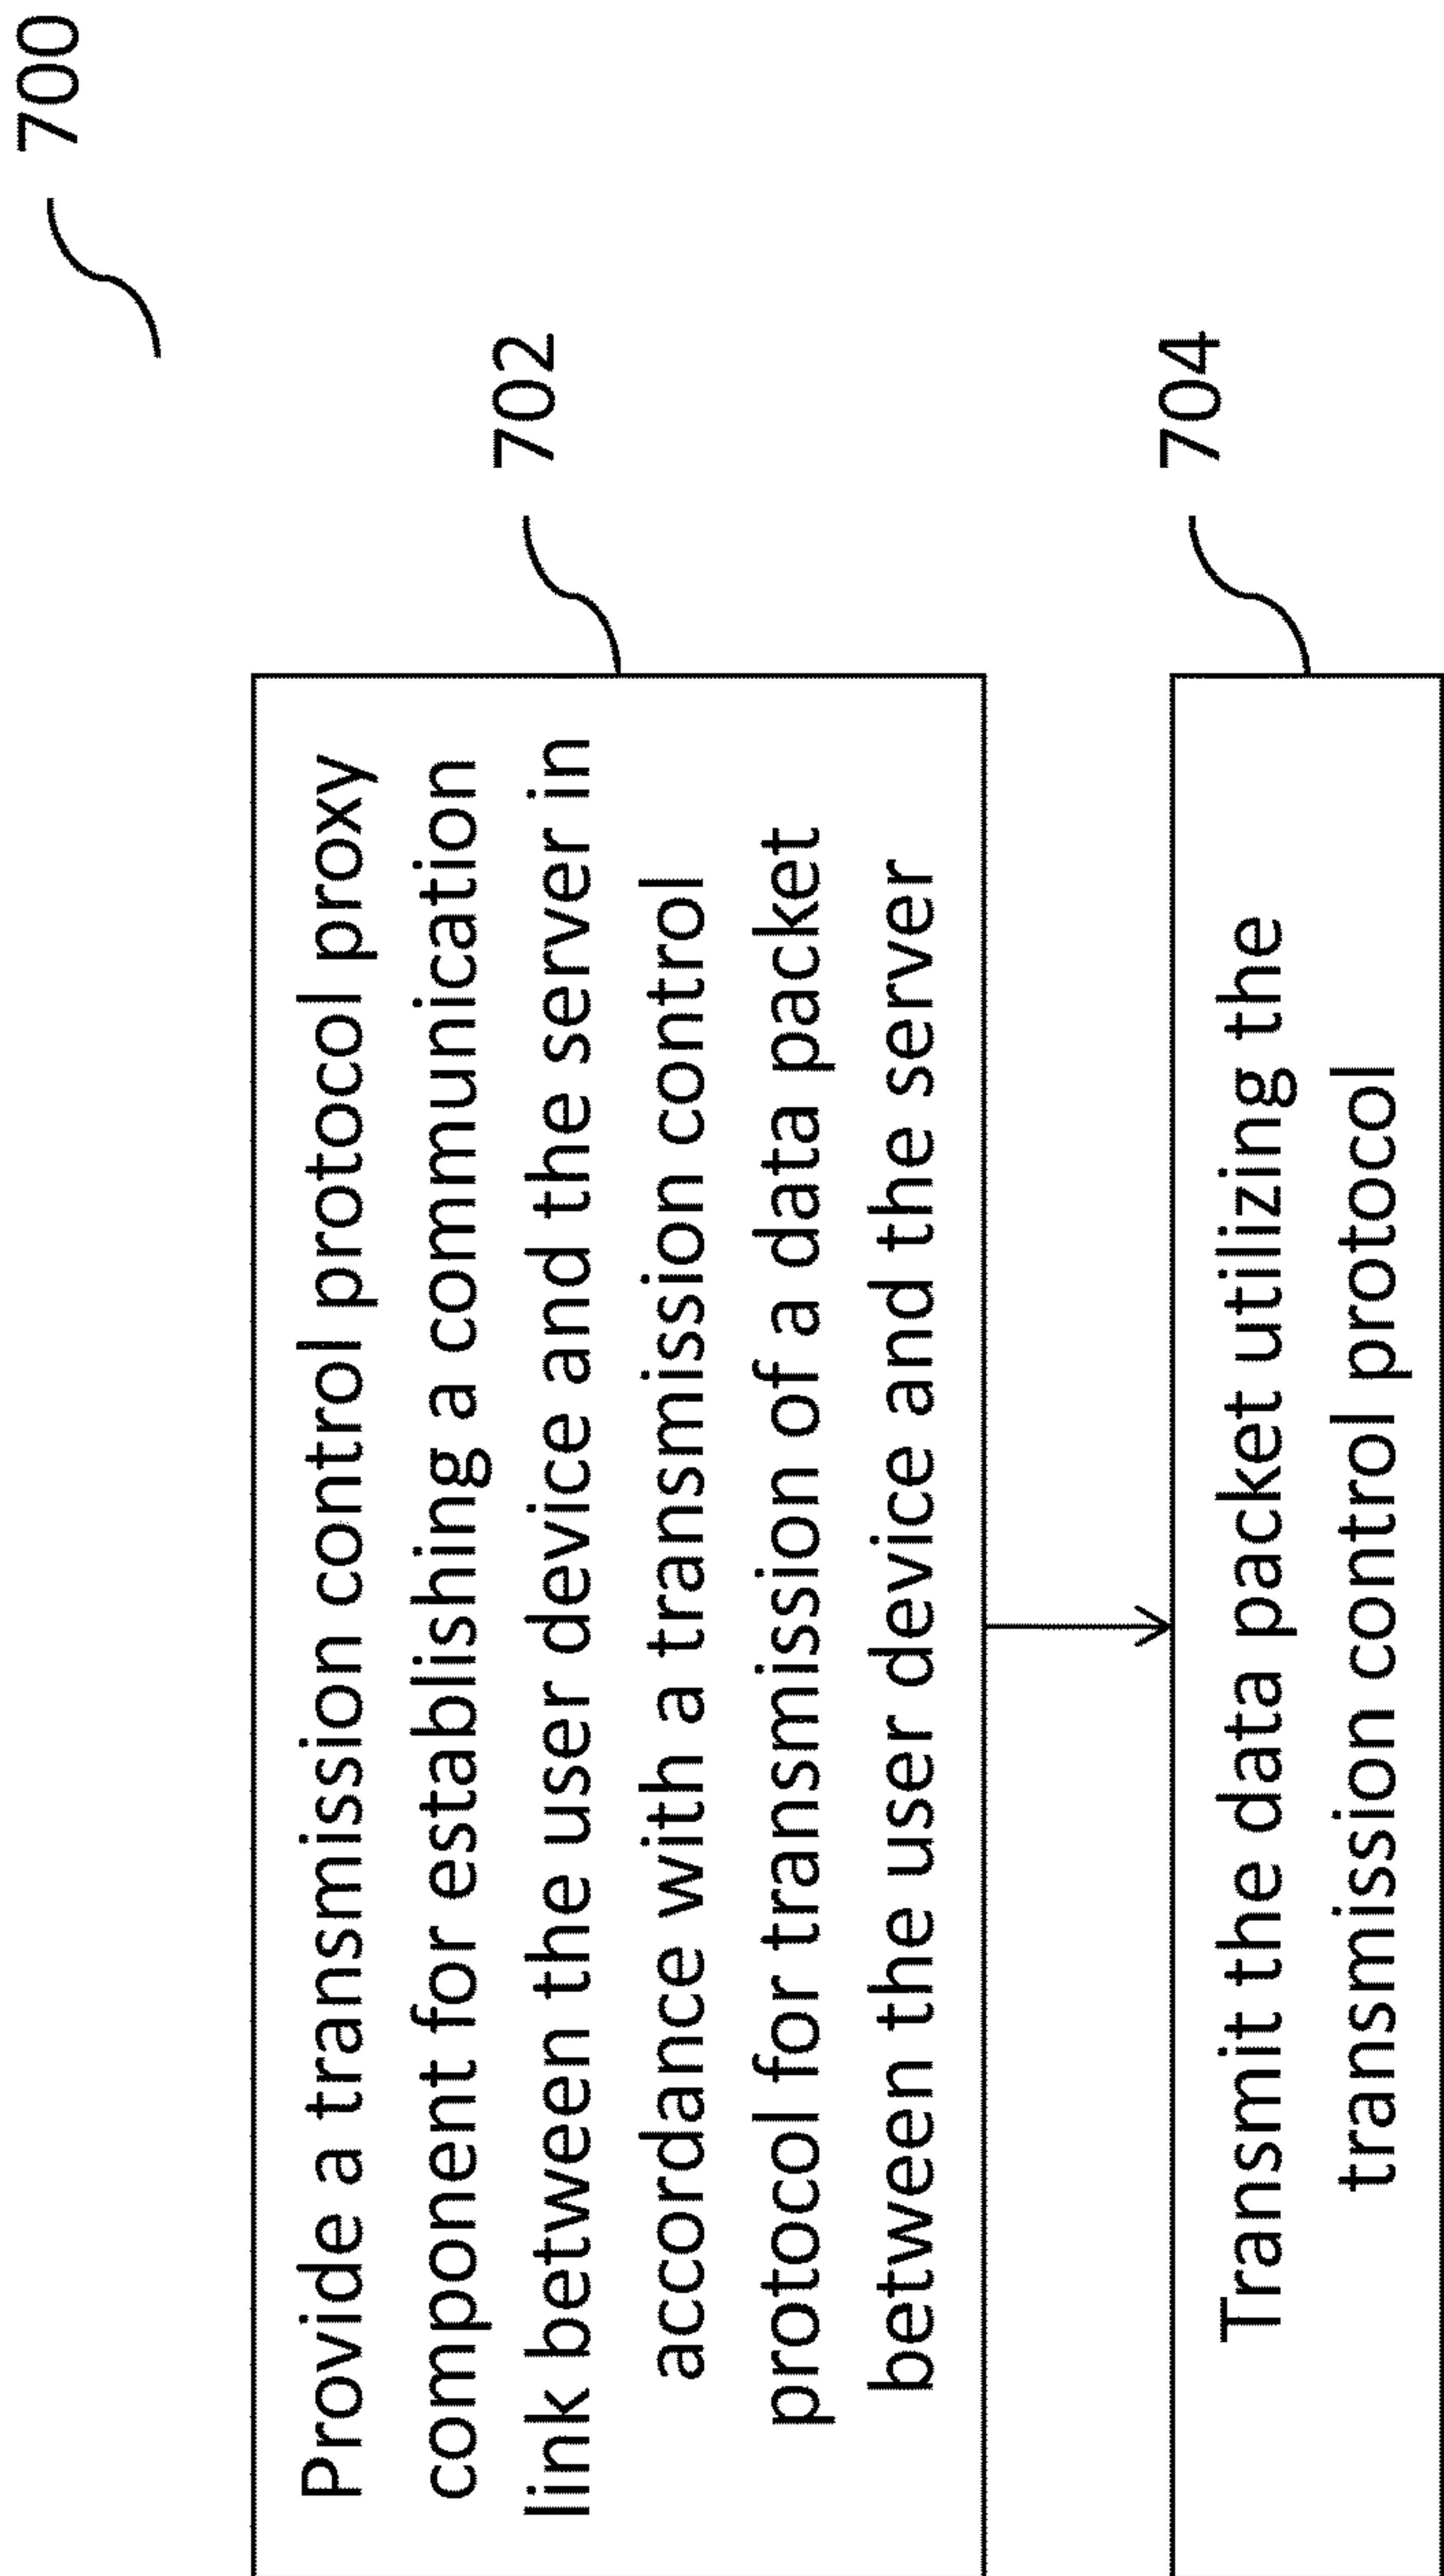 700
702
Provide a transmission control protocol proxy
component for establishing a communication
link between the user device and the server in
accordance with a transmission control
protocol for transmission of a data packet
between the user device and the server
704
Transmit the data packet utilizing the
transmission control protocol